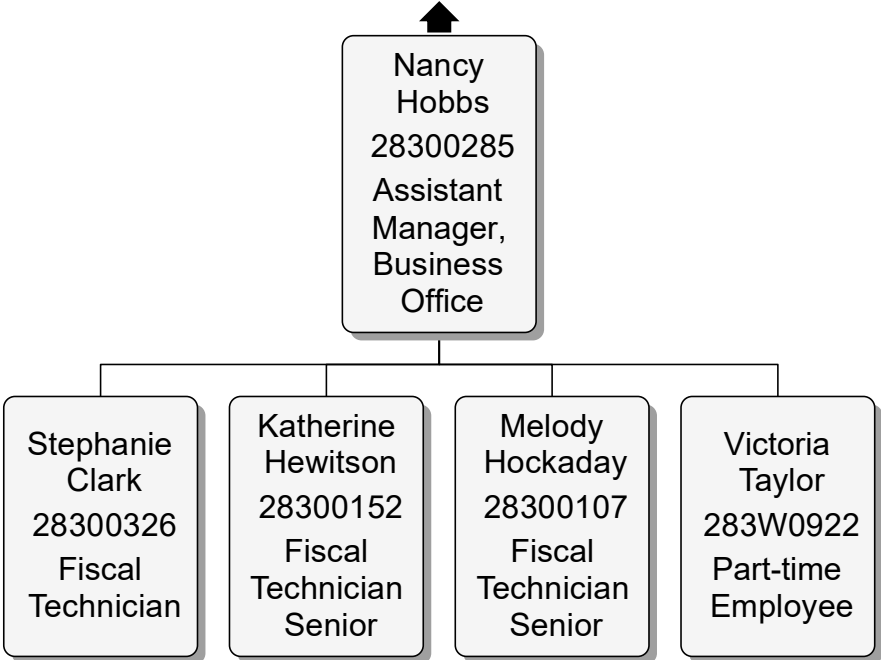 Nancy
Hobbs
28300285
Assistant
Manager,
Business
Office
Stephanie
Clark
28300326
Fiscal
Technician
Katherine
Hewitson
28300152
Fiscal
Technician
Senior
Melody
Hockaday
28300107
Fiscal
Technician
Senior
Victoria
Taylor
283W0922
Part-time
Employee